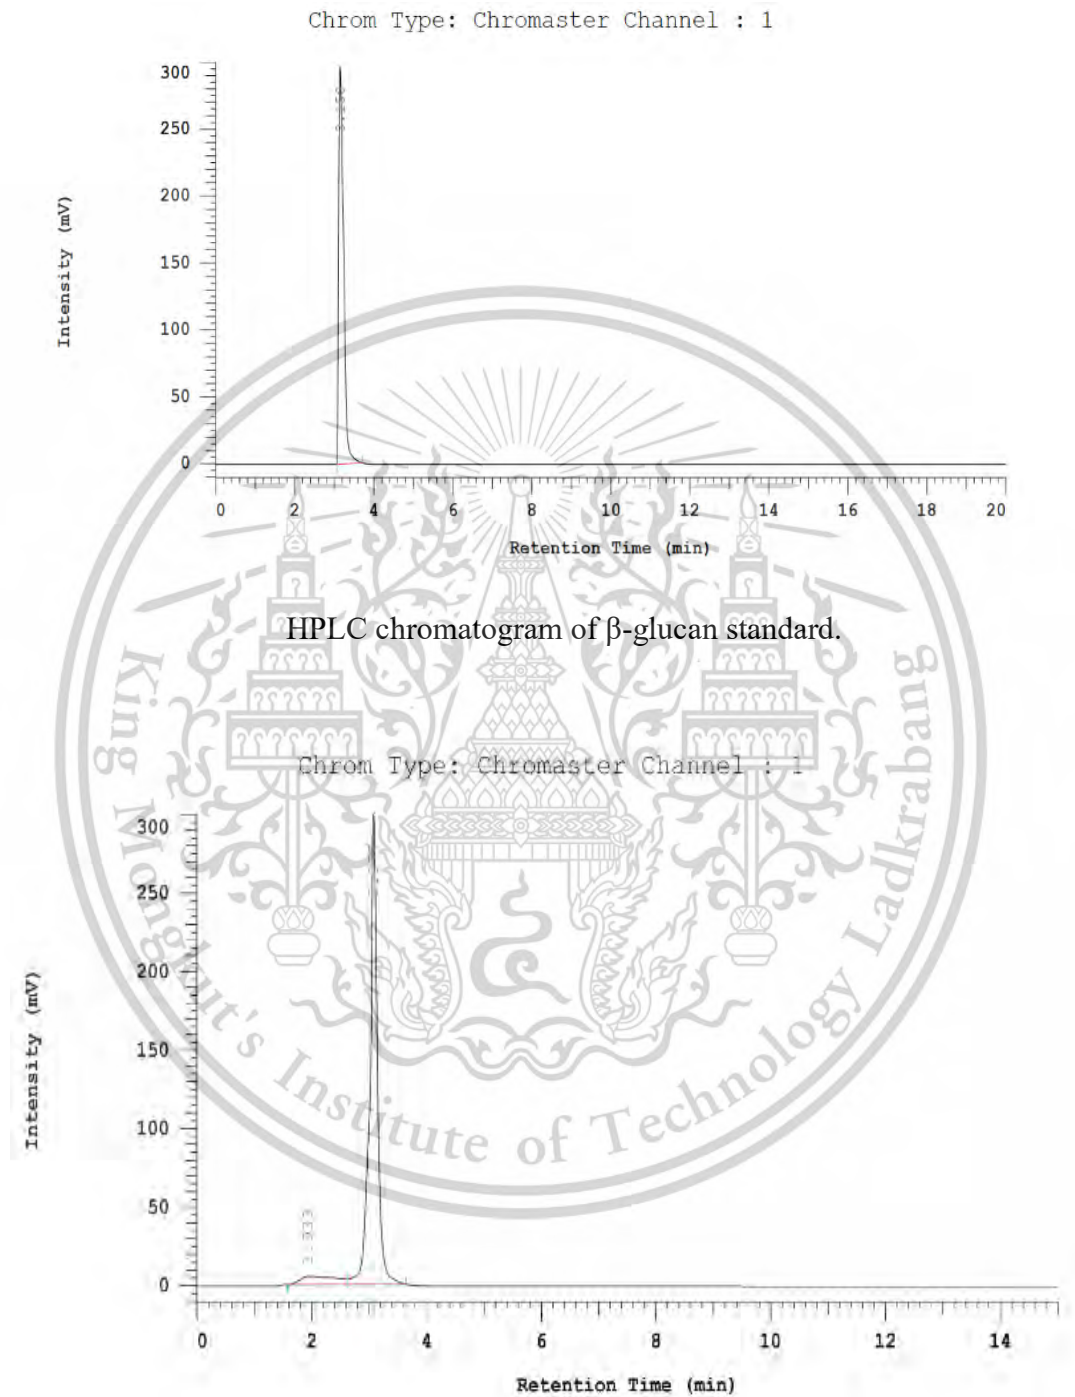 Chrom Type: Chromaster Channel : 1
300
250
200
150
100
50
0
Intensity (mV)
0 2 4 6 8 10 12 14 16 18 20
Retention Time (min)
HPLC chromatogram of β-glucan standard.
Chrom Type: Chromaster Channel : 1
300
250
200
150
100
50
0
Intensity (mV)
1.933
0 2 4 6 8 10 12 14
Retention Time (min)
King Mongkut's Institute of Technology Ladkrabang